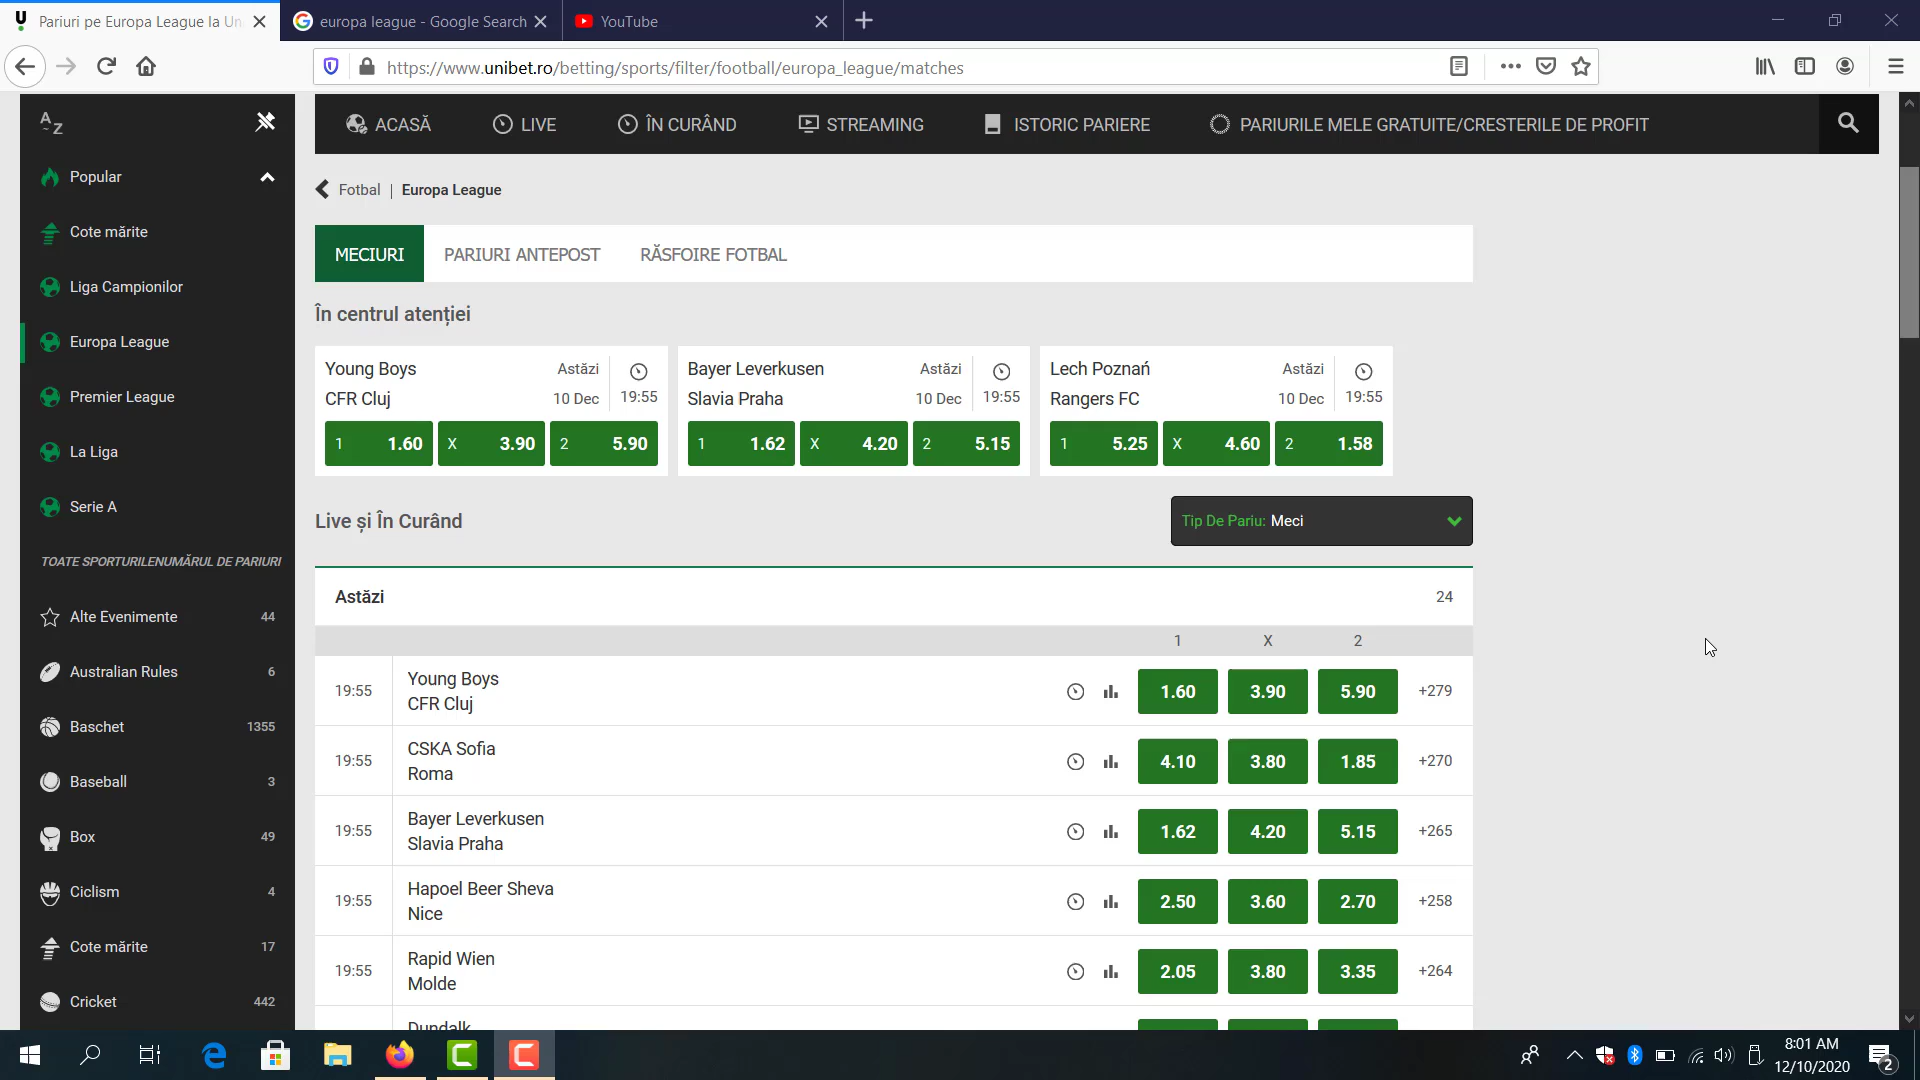 Pariuri pe Europa League la Un
europa league - Google Search
YouTube
https://www.unibet.ro/betting/sports/filter/football/europa_league/matches
A
~Z
ACASĂ
LIVE
ÎN CURÂND
STREAMING
ISTORIC PARIERE
PARIURILE MELE GRATUITE/CRESTERILE DE PROFIT
Popular
Cote mărite
Liga Campionilor
Europa League
Premier League
La Liga
Serie A
TOATE SPORTURILENUMĂRUL DE PARIURI
Alte Evenimente 44
Australian Rules 6
Baschet 1355
Baseball 3
Box 49
Ciclism 4
Cote mărite 17
Cricket 442
Fotbal | Europa League
MECIURI PARIURI ANTEPOST RĂSFOIRE FOTBAL
În centrul atenției
Young Boys Astăzi
CFR Cluj 10 Dec 19:55
1 1.60 X 3.90 2 5.90
Bayer Leverkusen Astăzi
Slavia Praha 10 Dec 19:55
1 1.62 X 4.20 2 5.15
Lech Poznań Astăzi
Rangers FC 10 Dec 19:55
1 5.25 X 4.60 2 1.58
Live și În Curând
Tip De Pariu: Meci
Astăzi 24
1 X 2
Young Boys
19:55 1.60 3.90 5.90 +279
CFR Cluj
CSKA Sofia
19:55 4.10 3.80 1.85 +270
Roma
Bayer Leverkusen
19:55 1.62 4.20 5.15 +265
Slavia Praha
Hapoel Beer Sheva
19:55 2.50 3.60 2.70 +258
Nice
Rapid Wien
19:55 2.05 3.80 3.35 +264
Molde
Dundalk
8:01 AM
12/10/2020
2